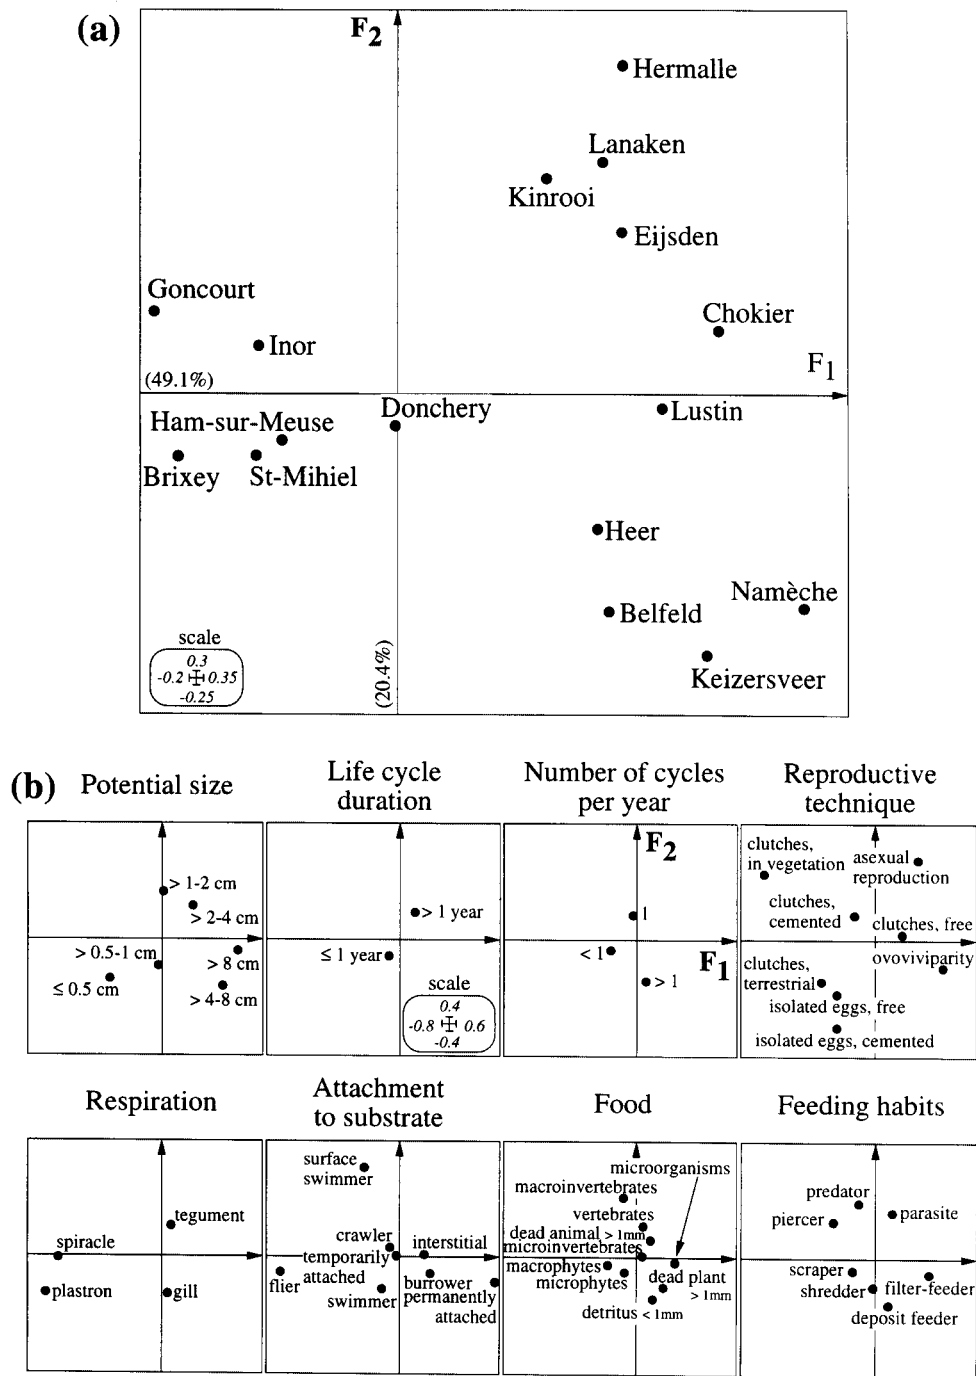 (a)
F2
Hermalle
Lanaken
Kinrooi
Eijsden
Goncourt
Chokier
Inor
F1
(49.1%)
Donchery
Lustin
Ham-sur-Meuse
Brixey
St-Mihiel
Heer
Namèche
Belfeld
scale
0.3
-0.2 0.35
-0.25
(20.4%)
Keizersveer
(b)
Potential size
Life cycle
duration
Number of cycles
per year
Reproductive
technique
> 1-2 cm
> 2-4 cm
> 0.5-1 cm
> 8 cm
≤ 0.5 cm
> 4-8 cm
> 1 year
≤ 1 year
scale
0.4
-0.8 0.6
-0.4
F2
1
< 1
F1
> 1
clutches,
in vegetation
asexual
reproduction
clutches,
cemented
clutches, free
ovoviviparity
clutches,
terrestrial
isolated eggs, free
isolated eggs, cemented
Respiration
Attachment
to substrate
Food
Feeding habits
tegument
spiracle
plastron
gill
surface
swimmer
crawler
interstitial
temporarily
attached
flier
burrower
swimmer
permanently
attached
microorganisms
macroinvertebrates
vertebrates
dead animal > 1mm
microinvertebrates
macrophytes
microphytes
dead plant
> 1mm
detritus < 1mm
predator
piercer
parasite
scraper
shredder
filter-feeder
deposit feeder